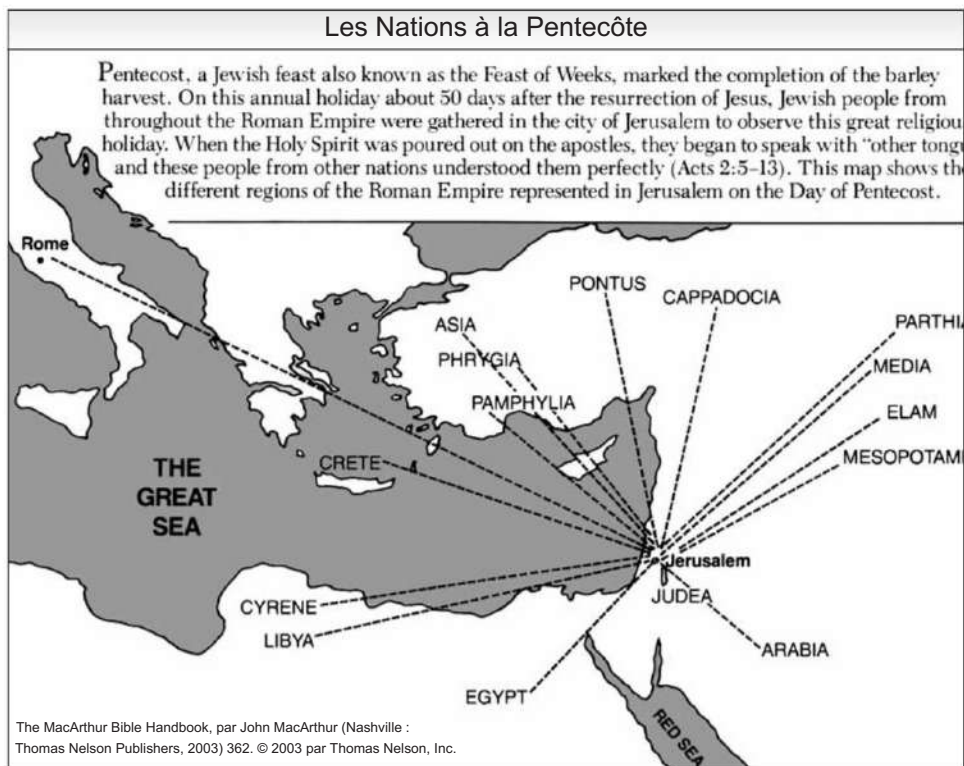 Les Nations à la Pentecôte
Pentecost, a Jewish feast also known as the Feast of Weeks, marked the completion of the barley
harvest. On this annual holiday about 50 days after the resurrection of Jesus, Jewish people from
throughout the Roman Empire were gathered in the city of Jerusalem to observe this great religiou
holiday. When the Holy Spirit was poured out on the apostles, they began to speak with “other tongu
and these people from other nations understood them perfectly (Acts 2:5–13). This map shows the
different regions of the Roman Empire represented in Jerusalem on the Day of Pentecost.
Rome
PONTUS
CAPPADOCIA
ASIA
PARTHIA
PHRYGIA
MEDIA
PAMPHYLIA
ELAM
CRETE
MESOPOTAMI
THE
GREAT
SEA
Jerusalem
JUDEA
CYRENE
LIBYA
ARABIA
EGYPT
RED SEA
The MacArthur Bible Handbook, par John MacArthur (Nashville :
Thomas Nelson Publishers, 2003) 362. © 2003 par Thomas Nelson, Inc.